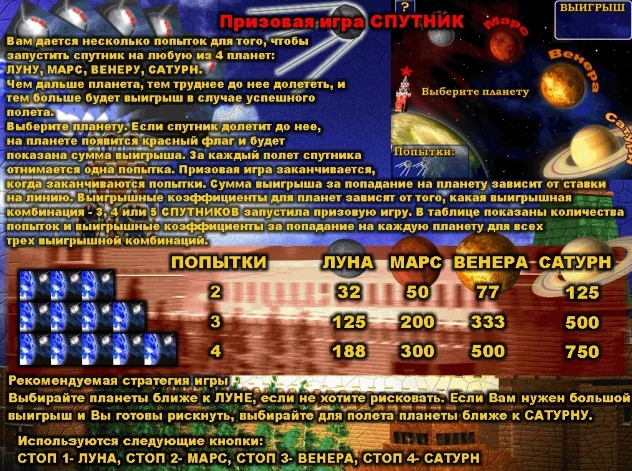 Призовая игра СПУТНИК
?
ВЫИГРЫШ
Вам дается несколько попыток для того, чтобы
запустить спутник на любую из 4 планет:
ЛУНУ, МАРС, ВЕНЕРУ, САТУРН.
Чем дальше планета, тем труднее до нее долететь, и
тем больше будет выигрыш в случае успешного
полета.
Выберите планету. Если спутник долетит до нее,
на планете появится красный флаг и будет
показана сумма выигрыша. За каждый полет спутника
отнимается одна попытка. Призовая игра заканчивается,
когда заканчиваются попытки. Сумма выигрыша за попадание на планету зависит от ставки
на линию. Выигрышные коэффициенты для планет зависят от того, какая выигрышная
комбинация - 3, 4 или 5 СПУТНИКОВ запустила призовую игру. В таблице показаны количества
попыток и выигрышные коэффициенты за попадание на каждую планету для всех
трех выигрышной комбинаций.
Марс
Венера
Сатурн
Выберите планету
Попытки:
ПОПЫТКИ ЛУНА МАРС ВЕНЕРА САТУРН
2 32 50 77 125
3 125 200 333 500
4 188 300 500 750
Рекомендуемая стратегия игры
Выбирайте планеты ближе к ЛУНЕ, если не хотите рисковать. Если Вам нужен большой
выигрыш и Вы готовы рискнуть, выбирайте для полета планеты ближе к САТУРНУ.
Используются следующие кнопки:
СТОП 1- ЛУНА, СТОП 2- МАРС, СТОП 3- ВЕНЕРА, СТОП 4- САТУРН